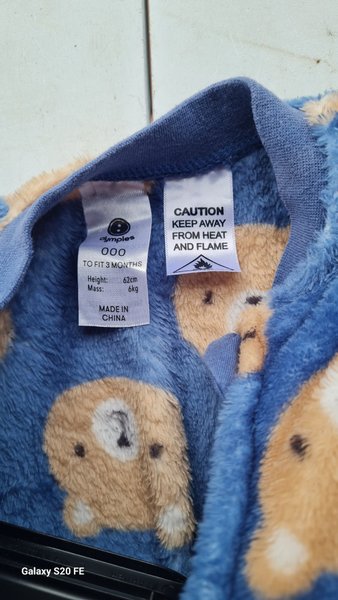 dymples
000
TO FIT 3 MONTHS
Height: 62cm
Mass: 6kg
MADE IN
CHINA
CAUTION
KEEP AWAY
FROM HEAT
AND FLAME
Galaxy S20 FE